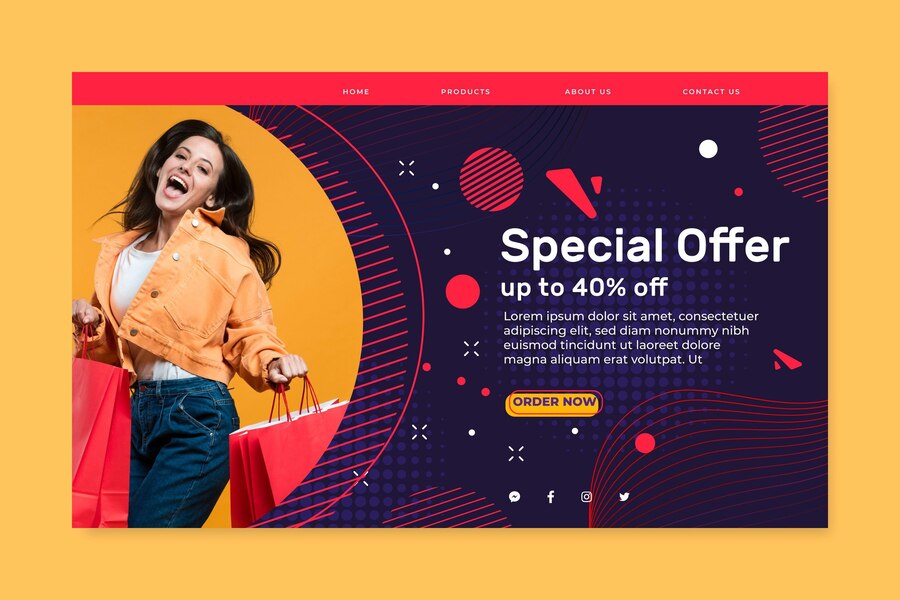 HOME PRODUCTS ABOUT US CONTACT US
Special Offer
up to 40% off
Lorem ipsum dolor sit amet, consectetuer
adipiscing elit, sed diam nonummy nibh
euismod tincidunt ut laoreet dolore
magna aliquam erat volutpat. Ut
ORDER NOW